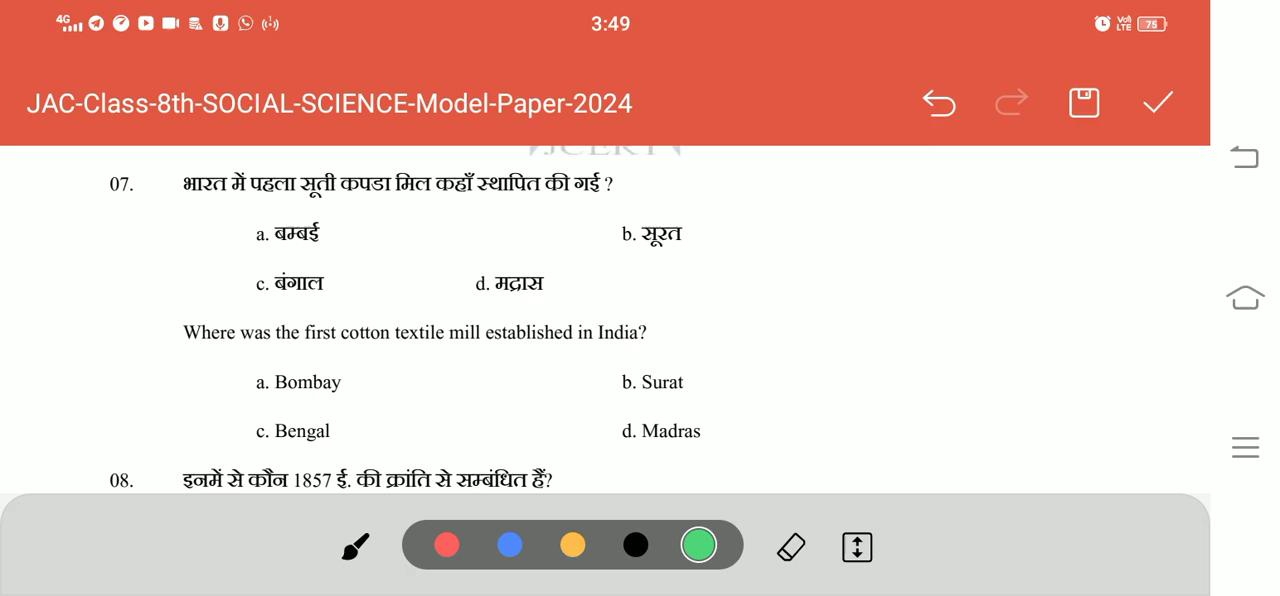 4G 3:49 Vo) LTE 75
JAC-Class-8th-SOCIAL-SCIENCE-Model-Paper-2024
07. भारत में पहला सूती कपडा मिल कहाँ स्थापित की गई ?
a. बम्बई b. सूरत
c. बंगाल d. मद्रास
Where was the first cotton textile mill established in India?
a. Bombay b. Surat
c. Bengal d. Madras
08. इनमें से कौन 1857 ई. की क्रांति से सम्बंधित हैं?